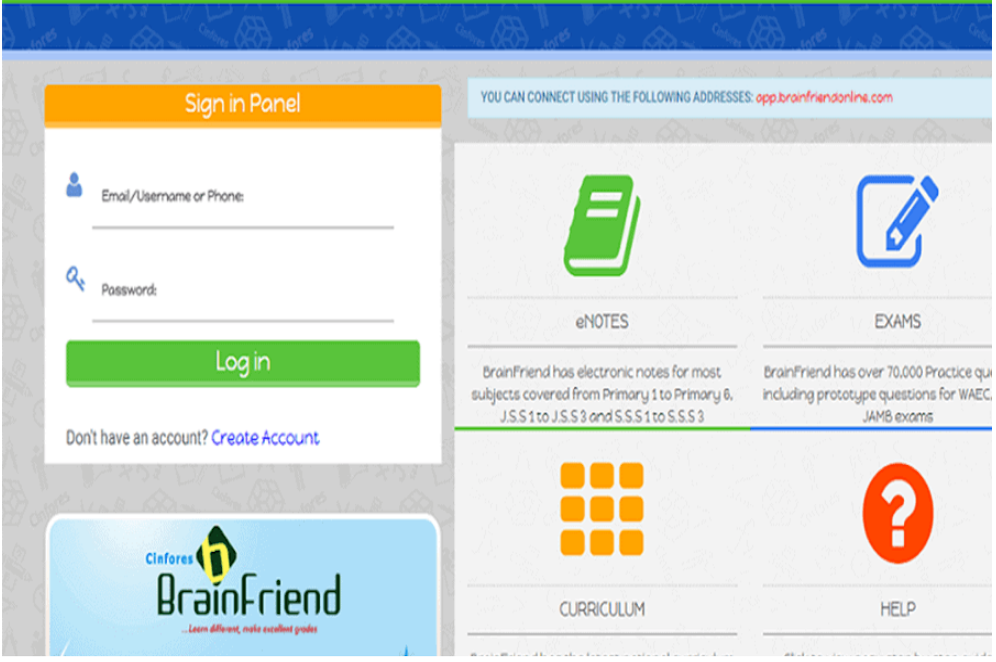 Sign in Panel
Email/Username or Phone:
Password:
Log in
Don't have an account? Create Account
Cinfores
BrainFriend
...Learn different, make excellent grades
YOU CAN CONNECT USING THE FOLLOWING ADDRESSES: app.brainfriendonline.com
eNOTES
BrainFriend has electronic notes for most
subjects covered from Primary 1 to Primary 6,
J.S.S 1 to J.S.S 3 and S.S.S 1 to S.S.S 3
EXAMS
BrainFriend has over 70,000 Practice que
including prototype questions for WAEC,
JAMB exams
CURRICULUM
HELP